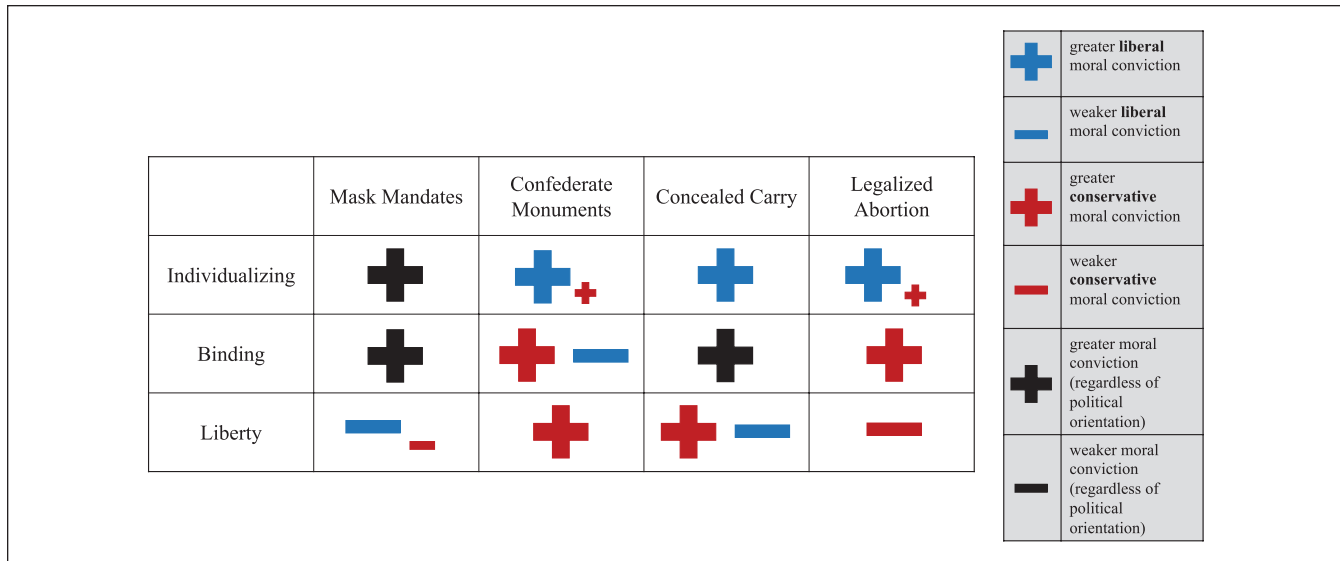 greater liberal
moral conviction
weaker liberal
moral conviction
greater
conservative
moral conviction
weaker
conservative
moral conviction
greater moral
conviction
(regardless of
political
orientation)
weaker moral
conviction
(regardless of
political
orientation)
Mask Mandates
Confederate
Monuments
Concealed Carry
Legalized
Abortion
Individualizing
Binding
Liberty